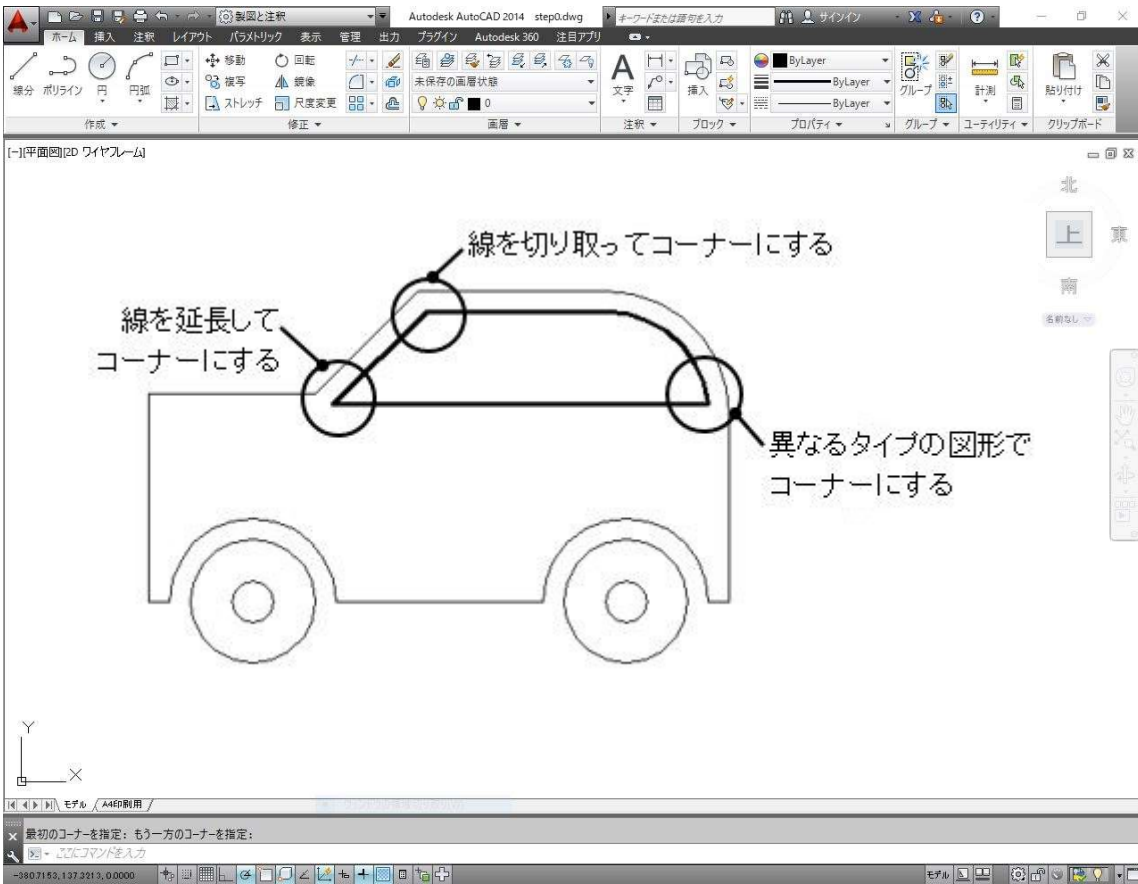 製図と注釈
Autodesk AutoCAD 2014 step0.dwg
キーワードまたは語句を入力
サインイン
ホーム 挿入 注釈 レイアウト パラメトリック 表示 管理 出力 プラグイン Autodesk 360 注目アプリ
線分 ポリライン 円 円弧
移動 回転
複写 鏡像
ストレッチ 尺度変更
未保存の画層状態
0
文字
挿入
ByLayer
ByLayer
ByLayer
グループ
計測
貼り付け
作成 修正 画層 注釈 ブロック プロパティ グループ ユーティリティ クリップボード
[-][平面図][2D ワイヤフレーム]
北
上 東
南
名前なし
線を切り取ってコーナーにする
線を延長して
コーナーにする
異なるタイプの図形で
コーナーにする
Y
X
モデル A4印刷用
最初のコーナーを指定: もう一方のコーナーを指定:
ここにコマンドを入力
-380.7153, 137.3213, 0.0000
モデル